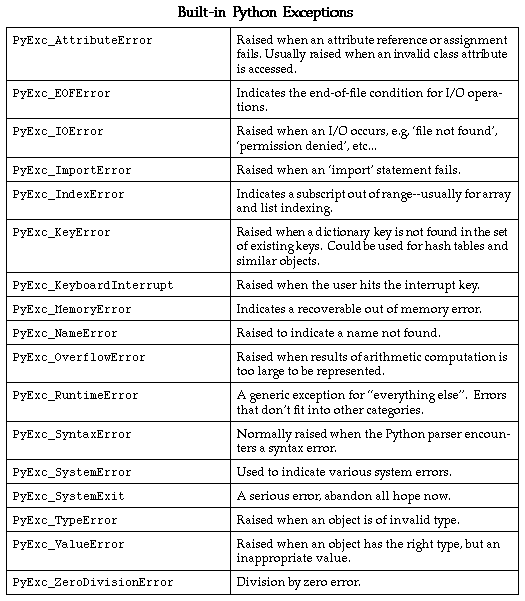 Built-in Python Exceptions
PyExc_AttributeError
Raised when an attribute reference or assignment
fails. Usually raised when an invalid class attribute
is accessed.
PyExc_EOFError
Indicates the end-of-file condition for I/O opera-
tions.
PyExc_IOError
Raised when an I/O occurs, e.g, ‘file not found’,
‘permission denied’, etc...
PyExc_ImportError
Raised when an ‘import’ statement fails.
PyExc_IndexError
Indicates a subscript out of range--usually for array
and list indexing.
PyExc_KeyError
Raised when a dictionary key is not found in the set
of existing keys. Could be used for hash tables and
similar objects.
PyExc_KeyboardInterrupt
Raised when the user hits the interrupt key.
PyExc_MemoryError
Indicates a recoverable out of memory error.
PyExc_NameError
Raised to indicate a name not found.
PyExc_OverflowError
Raised when results of arithmetic computation is
too large to be represented.
PyExc_RuntimeError
A generic exception for “everything else”. Errors
that don’t fit into other categories.
PyExc_SyntaxError
Normally raised when the Python parser encoun-
ters a syntax error.
PyExc_SystemError
Used to indicate various system errors.
PyExc_SystemExit
A serious error, abandon all hope now.
PyExc_TypeError
Raised when an object is of invalid type.
PyExc_ValueError
Raised when an object has the right type, but an
inappropriate value.
PyExc_ZeroDivisionError
Division by zero error.